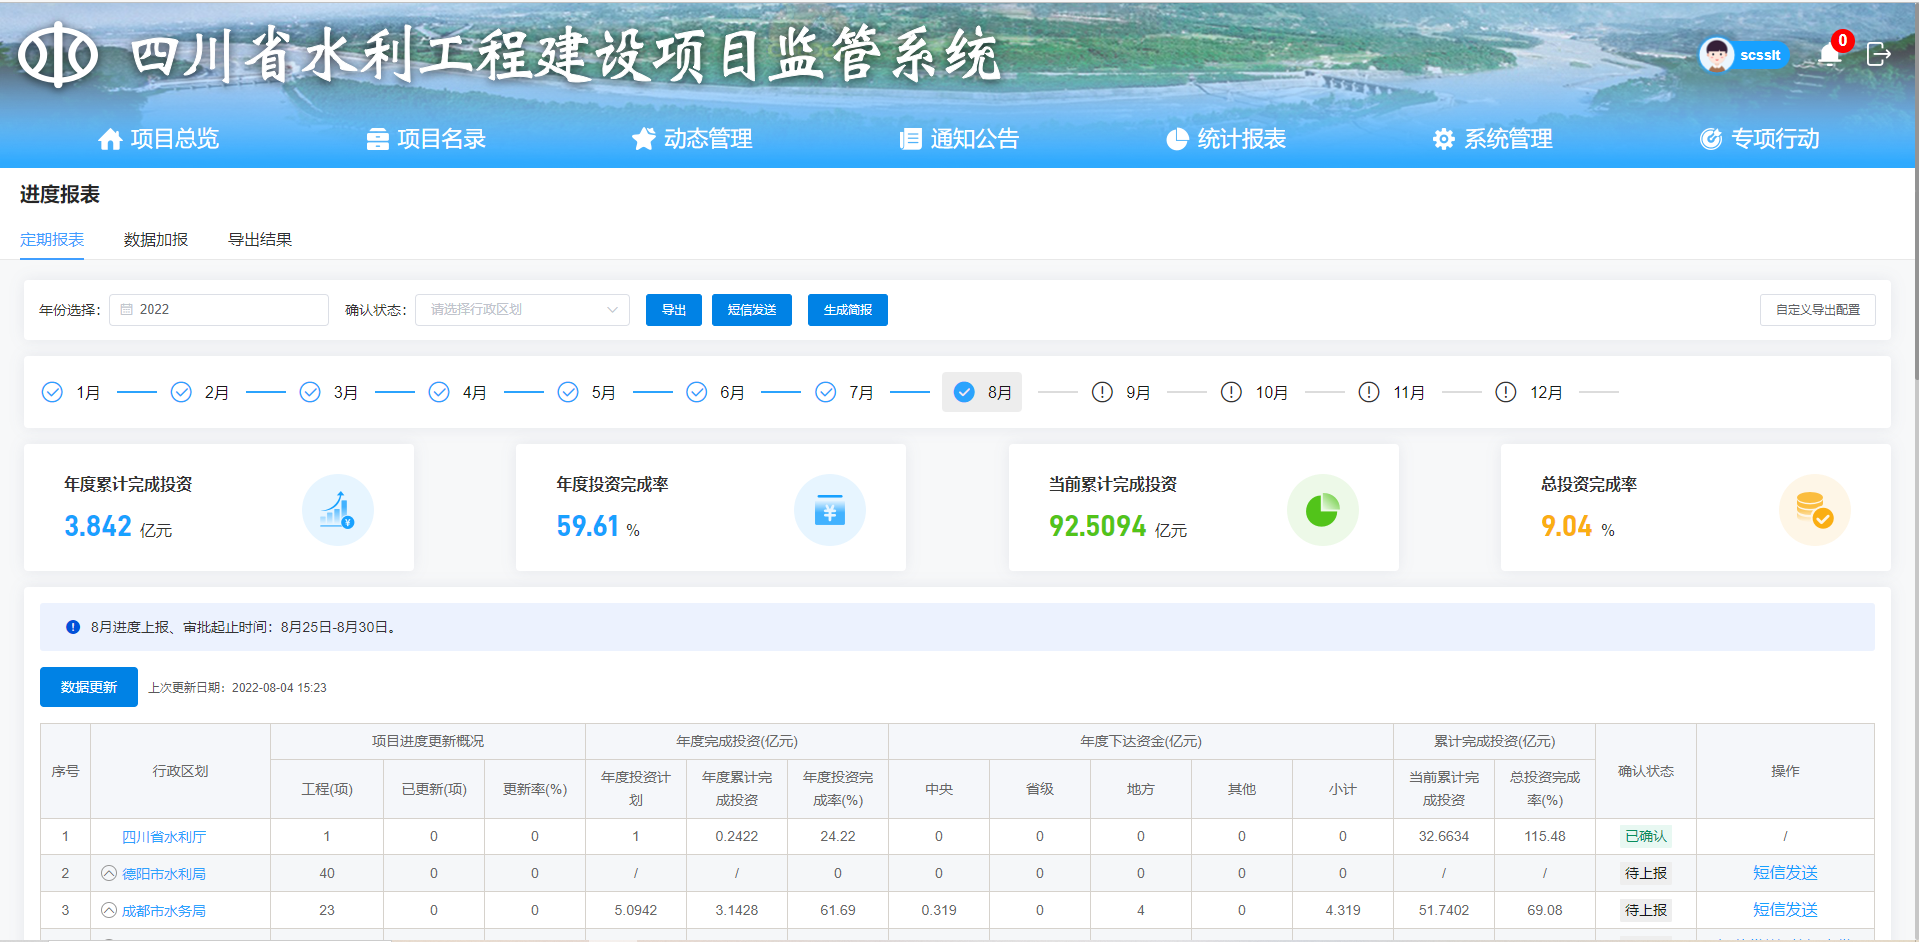 四川省水利工程建设项目监管系统
scsslt
0
项目总览 项目名录 动态管理 通知公告 统计报表 系统管理 专项行动
进度报表
定期报表 数据加报 导出结果
年份选择： 2022 确认状态： 请选择行政区划 导出 短信发送 生成简报 自定义导出配置
1月 2月 3月 4月 5月 6月 7月 8月 9月 10月 11月 12月
年度累计完成投资 年度投资完成率 当前累计完成投资 总投资完成率
3.842 亿元 59.61 % 92.5094 亿元 9.04 %
8月进度上报、审批起止时间：8月25日-8月30日。
数据更新 上次更新日期：2022-08-04 15:23
序号 行政区划 项目进度更新概况 年度完成投资(亿元) 年度下达资金(亿元) 累计完成投资(亿元) 确认状态 操作
工程(项) 已更新(项) 更新率(%) 年度投资计划 年度累计完成投资 年度投资完成率(%) 中央 省级 地方 其他 小计 当前累计完成投资 总投资完成率(%)
1 四川省水利厅 1 0 0 1 0.2422 24.22 0 0 0 0 0 32.6634 115.48 已确认 /
2 德阳市水利局 40 0 0 / / 0 0 0 0 0 0 / / 待上报 短信发送
3 成都市水务局 23 0 0 5.0942 3.1428 61.69 0.319 0 4 0 4.319 51.7402 69.08 待上报 短信发送